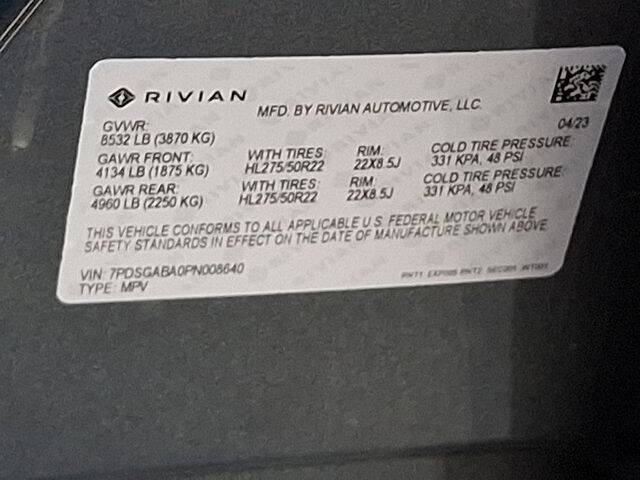 RIVIAN
MFD. BY RIVIAN AUTOMOTIVE, LLC.
04/23
GVWR:
8532 LB (3870 KG)
GAWR FRONT: WITH TIRES: RIM: COLD TIRE PRESSURE:
4134 LB (1875 KG) HL275/50R22 22X8.5J 331 KPA, 48 PSI
GAWR REAR: WITH TIRES: RIM: COLD TIRE PRESSURE:
4960 LB (2250 KG) HL275/50R22 22X8.5J 331 KPA, 48 PSI
THIS VEHICLE CONFORMS TO ALL APPLICABLE U.S. FEDERAL MOTOR VEHICLE
SAFETY STANDARDS IN EFFECT ON THE DATE OF MANUFACTURE SHOWN ABOVE
VIN: 7PDSGABA0PN008640
TYPE: MPV